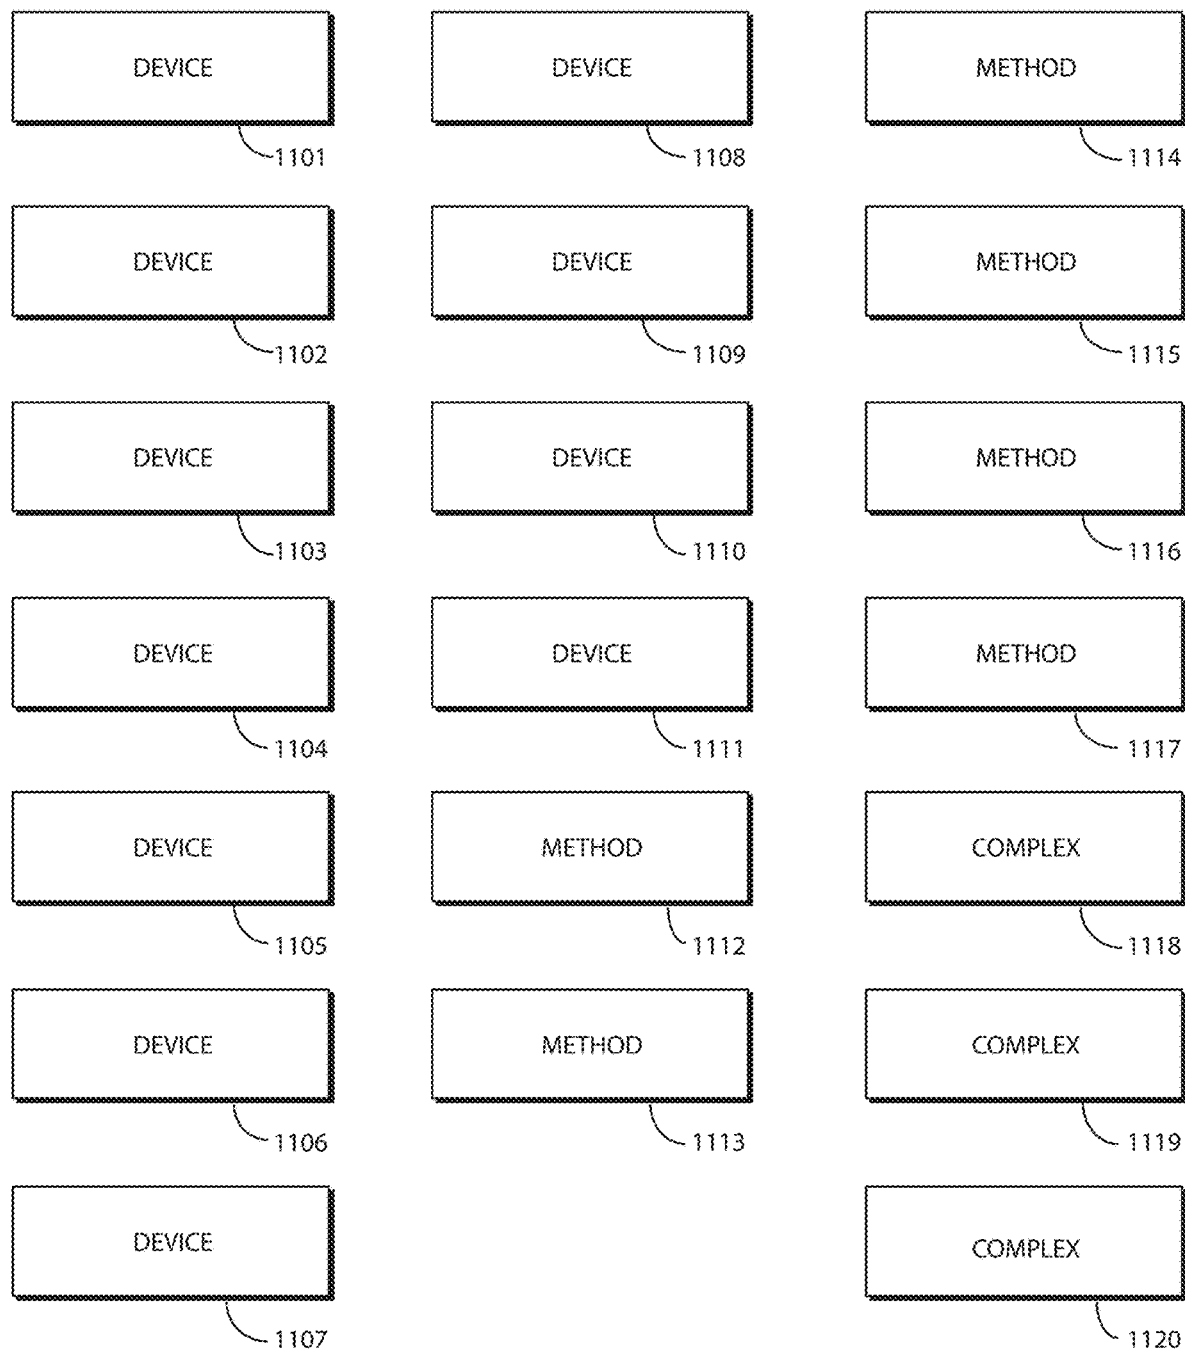 DEVICE
1101
DEVICE
1102
DEVICE
1103
DEVICE
1104
DEVICE
1105
DEVICE
1106
DEVICE
1107
DEVICE
1108
DEVICE
1109
DEVICE
1110
DEVICE
1111
METHOD
1112
METHOD
1113
METHOD
1114
METHOD
1115
METHOD
1116
METHOD
1117
COMPLEX
1118
COMPLEX
1119
COMPLEX
1120